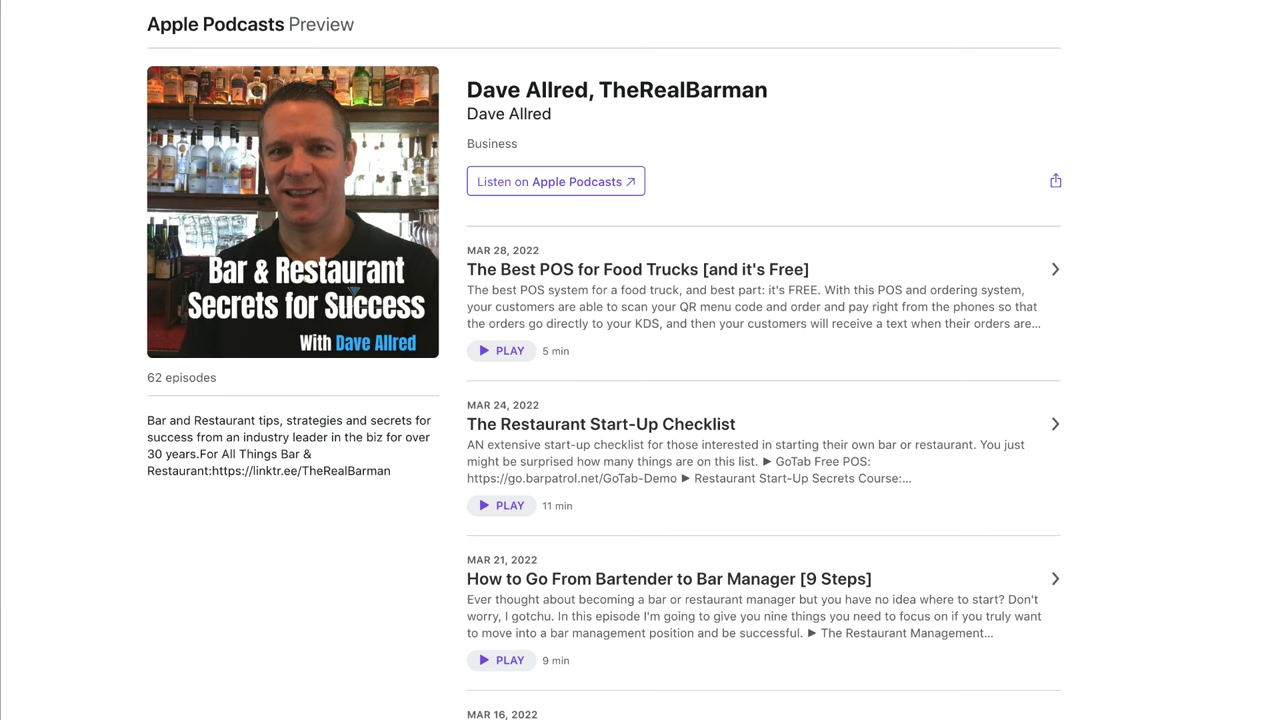 Apple Podcasts Preview
Bar & Restaurant
Secrets for Success
With Dave Allred
62 episodes
Bar and Restaurant tips, strategies and secrets for
success from an industry leader in the biz for over
30 years.For All Things Bar &
Restaurant:https://linktr.ee/TheRealBarman
Dave Allred, TheRealBarman
Dave Allred
Business
Listen on Apple Podcasts ↗
MAR 28, 2022
The Best POS for Food Trucks [and it's Free]
The best POS system for a food truck, and best part: it's FREE. With this POS and ordering system,
your customers are able to scan your QR menu code and order and pay right from the phones so that
the orders go directly to your KDS, and then your customers will receive a text when their orders are...
PLAY 5 min
MAR 24, 2022
The Restaurant Start-Up Checklist
AN extensive start-up checklist for those interested in starting their own bar or restaurant. You just
might be surprised how many things are on this list. ► GoTab Free POS:
https://go.barpatrol.net/GoTab-Demo ► Restaurant Start-Up Secrets Course:...
PLAY 11 min
MAR 21, 2022
How to Go From Bartender to Bar Manager [9 Steps]
Ever thought about becoming a bar or restaurant manager but you have no idea where to start? Don't
worry, I gotchu. In this episode I'm going to give you nine things you need to focus on if you truly want
to move into a bar management position and be successful. ► The Restaurant Management...
PLAY 9 min
MAR 16, 2022